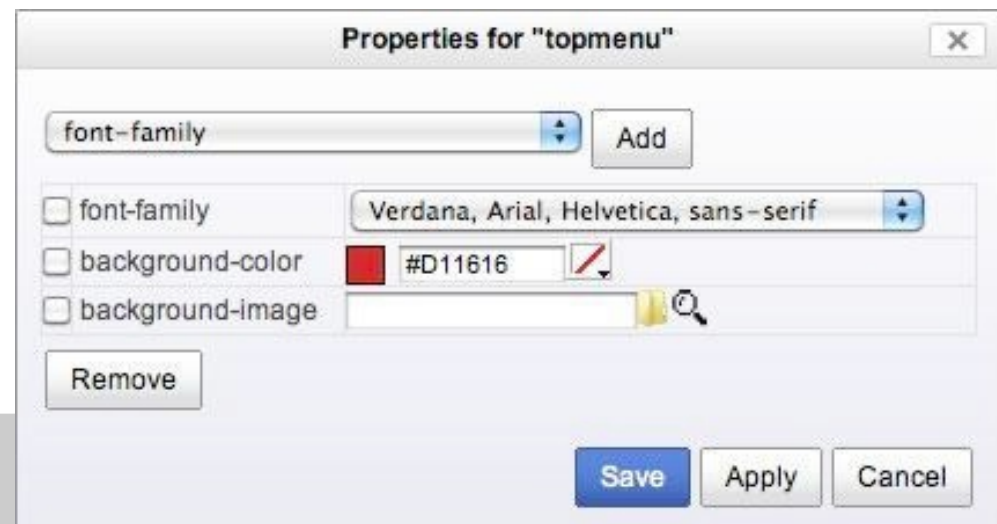 Properties for "topmenu"
font-family
Add
font-family Verdana, Arial, Helvetica, sans-serif
background-color #D11616
background-image
Remove
Save Apply Cancel